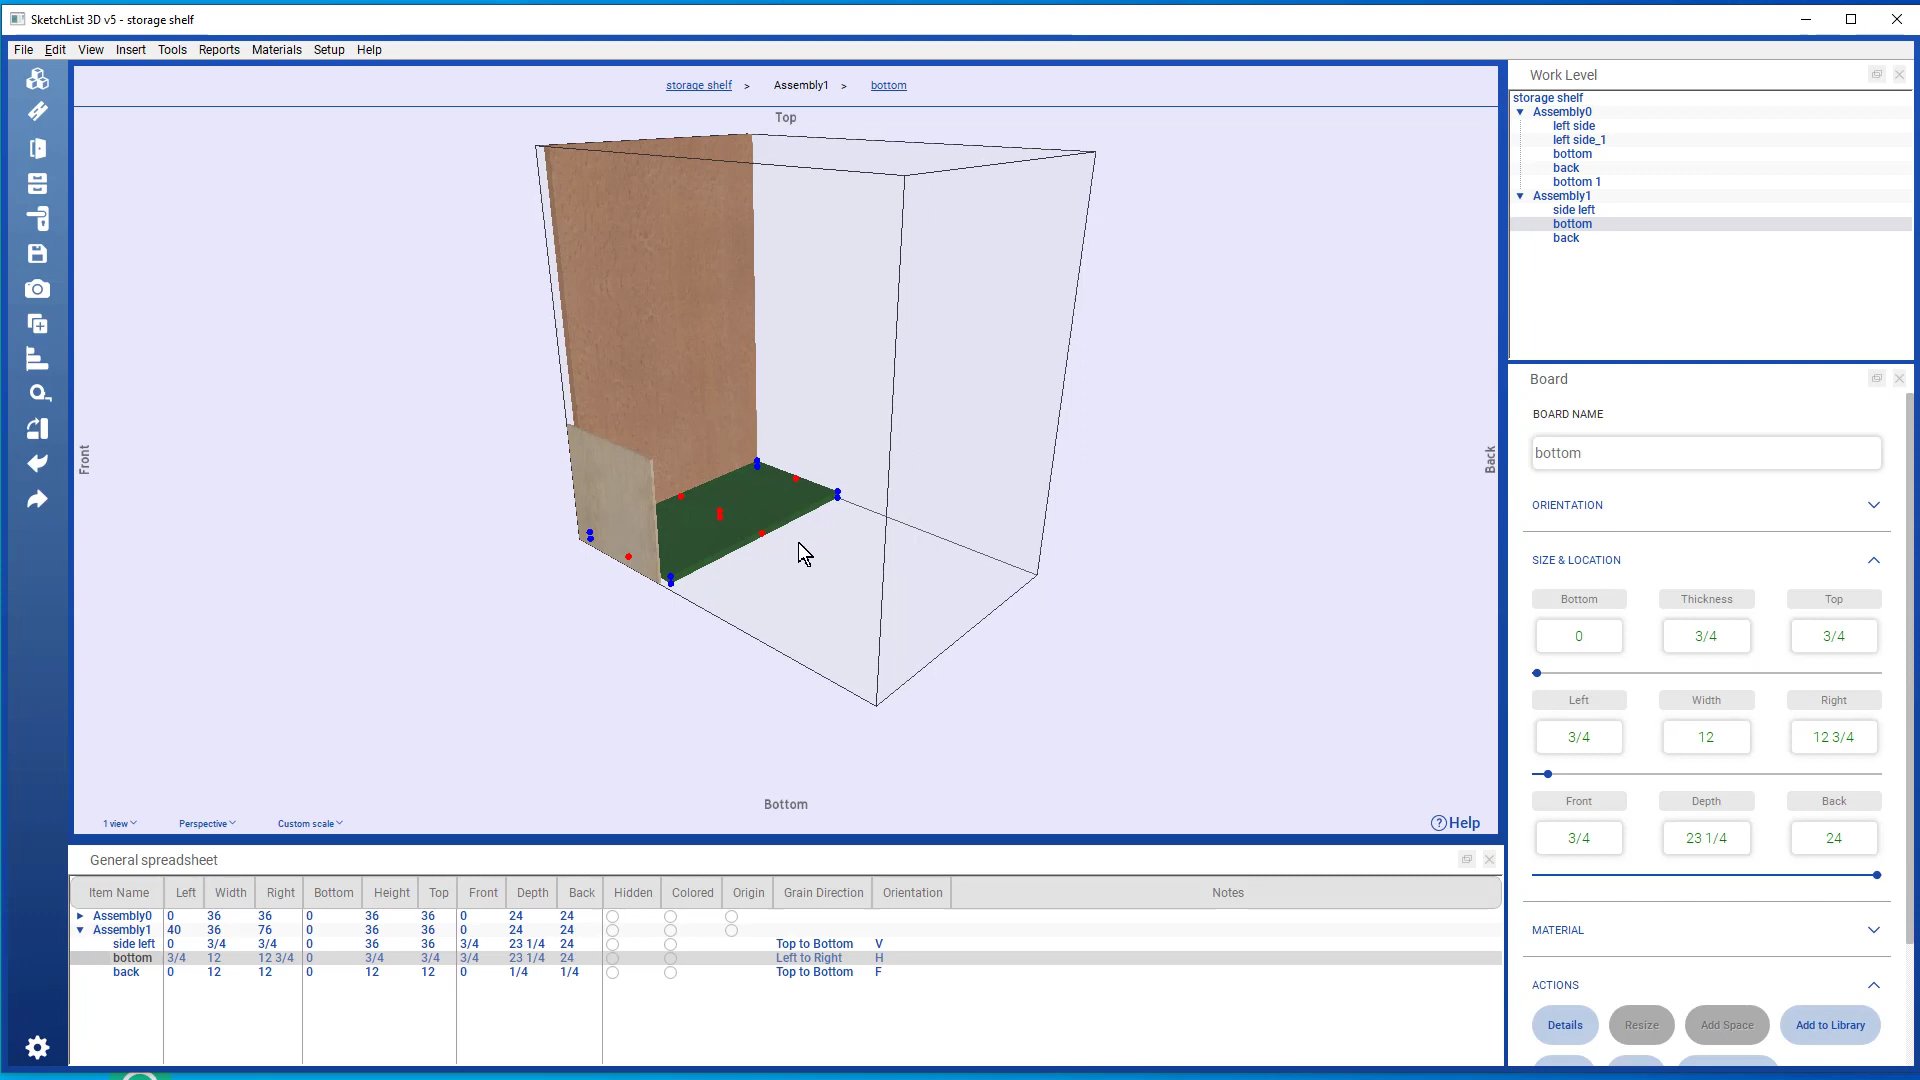 SketchList 3D v5 - storage shelf
File Edit View Insert Tools Reports Materials Setup Help
storage shelf > Assembly1 > bottom
Top
Front
Back
Bottom
1 view Perspective Custom scale
Help
Work Level
storage shelf
Assembly0
left side
left side_1
bottom
back
bottom 1
Assembly1
side left
bottom
back
Board
BOARD NAME
bottom
ORIENTATION
SIZE & LOCATION
Bottom Thickness Top
0 3/4 3/4
Left Width Right
3/4 12 12 3/4
Front Depth Back
3/4 23 1/4 24
MATERIAL
ACTIONS
Details Resize Add Space Add to Library
General spreadsheet
Item Name Left Width Right Bottom Height Top Front Depth Back Hidden Colored Origin Grain Direction Orientation Notes
Assembly0 0 36 36 0 36 36 0 24 24
Assembly1 40 36 76 0 36 36 0 24 24
side left 0 3/4 3/4 0 36 36 3/4 23 1/4 24 Top to Bottom V
bottom 3/4 12 12 3/4 0 3/4 3/4 3/4 23 1/4 24 Left to Right H
back 0 12 12 0 12 12 0 1/4 1/4 Top to Bottom F